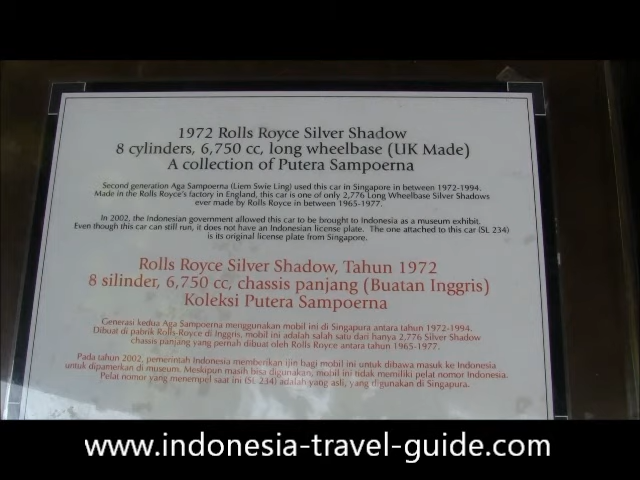 1972 Rolls Royce Silver Shadow
8 cylinders, 6,750 cc, long wheelbase (UK Made)
A collection of Putera Sampoerna
Second generation Aga Sampoerna (Liem Swie Ling) used this car in Singapore in between 1972-1994.
Made in the Rolls Royce's factory in England, this car is one of only 2,776 Long Wheelbase Silver Shadows
ever made by Rolls Royce in between 1965-1977.
In 2002, the Indonesian government allowed this car to be brought to Indonesia as a museum exhibit.
Even though this car can still run, it does not have an Indonesian license plate. The one attached to this car (SL 234)
is its original license plate from Singapore.
Rolls Royce Silver Shadow, Tahun 1972
8 silinder, 6,750 cc, chassis panjang (Buatan Inggris)
Koleksi Putera Sampoerna
Generasi kedua Aga Sampoerna menggunakan mobil ini di Singapura antara tahun 1972-1994.
Dibuat di pabrik Rolls-Royce di Inggris, mobil ini adalah salah satu dari hanya 2,776 Silver Shadow
chassis panjang yang pernah dibuat oleh Rolls Royce antara tahun 1965-1977.
Pada tahun 2002, pemerintah Indonesia memberikan ijin bagi mobil ini untuk dibawa masuk ke Indonesia
untuk dipamerkan di museum. Meskipun masih bisa digunakan, mobil ini tidak memiliki pelat nomor Indonesia.
Pelat nomor yang menempel saat ini (SL 234) adalah yang asli, yang digunakan di Singapura.
www.indonesia-travel-guide.com